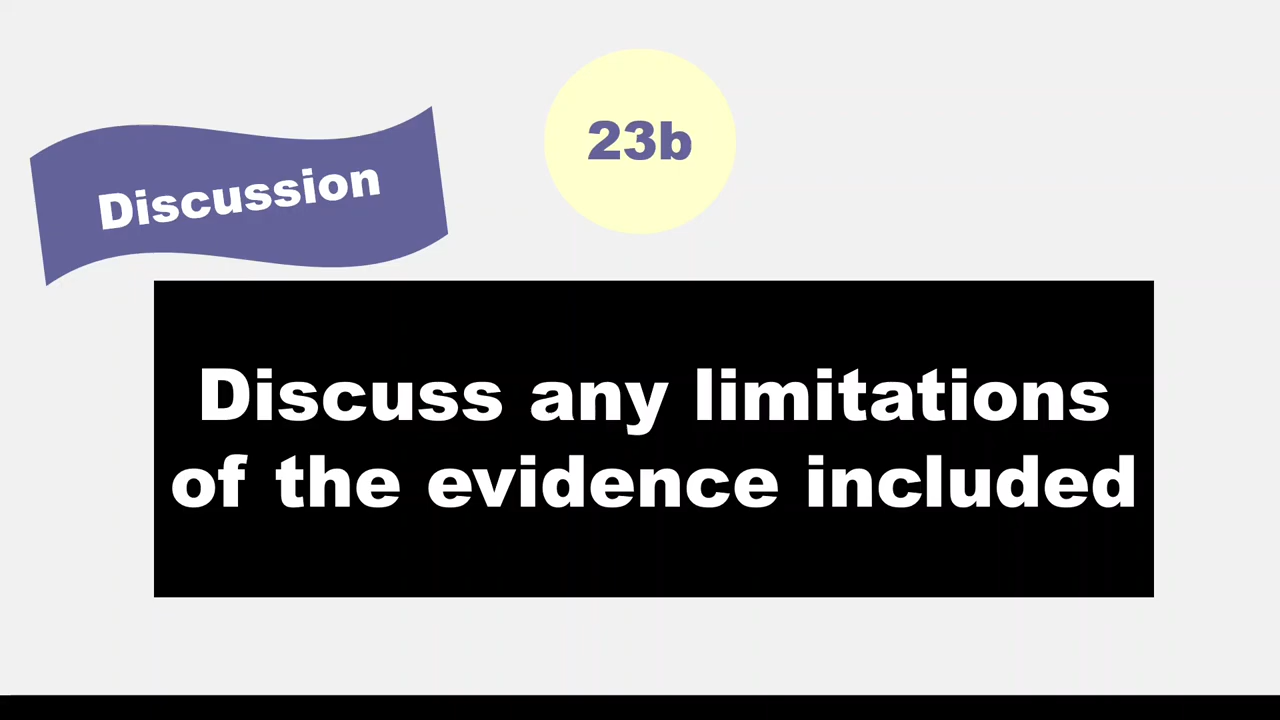 Discussion
23b
Discuss any limitations
of the evidence included